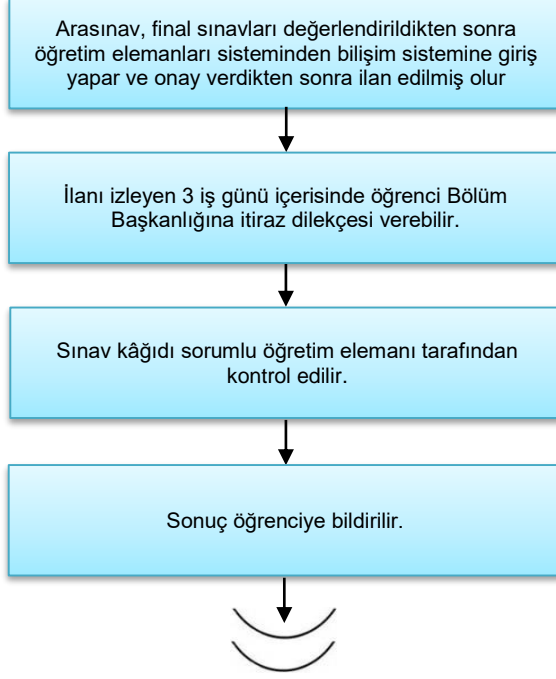 Arasınav, final sınavları değerlendirildikten sonra
öğretim elemanları sisteminden bilişim sistemine giriş
yapar ve onay verdikten sonra ilan edilmiş olur
İlanı izleyen 3 iş günü içerisinde öğrenci Bölüm
Başkanlığına itiraz dilekçesi verebilir.
Sınav kâğıdı sorumlu öğretim elemanı tarafından
kontrol edilir.
Sonuç öğrenciye bildirilir.